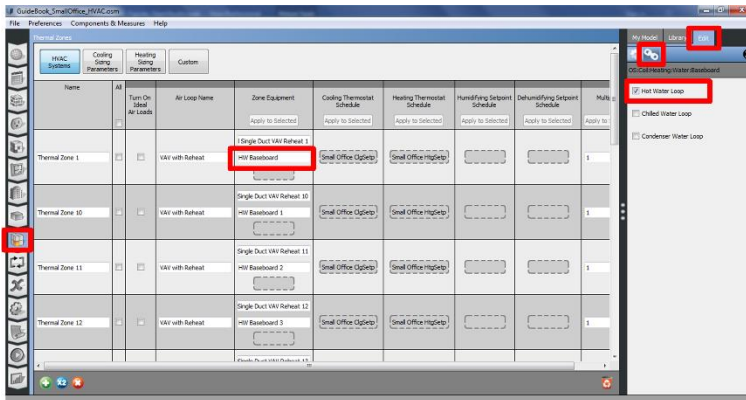 GuideBook_SmallOffice_HVAC.osm
File Preferences Components & Measures Help
Thermal Zones
My Model Library Edit
HVAC Systems
Cooling Sizing Parameters
Heating Sizing Parameters
Custom
OS:Coil:Heating:Water:Baseboard
Name All Turn On Ideal Air Loads Air Loop Name Zone Equipment Cooling Thermostat Schedule Heating Thermostat Schedule Humidifying Setpoint Schedule Dehumidifying Setpoint Schedule
Apply to Selected Apply to Selected Apply to Selected Apply to Selected Apply to Selected Apply to
Hot Water Loop
Chilled Water Loop
Condenser Water Loop
Single Duct VAV Reheat 1
Thermal Zone 1 VAV with Reheat HW Baseboard Small Office ClgSetp Small Office HtgSetp 1
Single Duct VAV Reheat 10
Thermal Zone 10 VAV with Reheat HW Baseboard 1 Small Office ClgSetp Small Office HtgSetp 1
Single Duct VAV Reheat 11
Thermal Zone 11 VAV with Reheat HW Baseboard 2 Small Office ClgSetp Small Office HtgSetp 1
Single Duct VAV Reheat 12
Thermal Zone 12 VAV with Reheat HW Baseboard 3 Small Office ClgSetp Small Office HtgSetp 1
x2